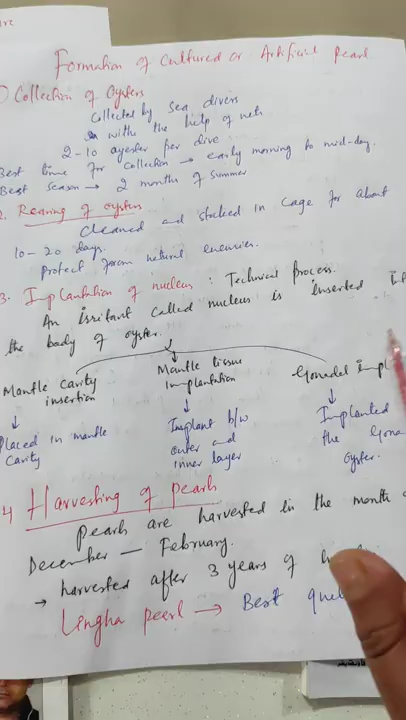 Formation of Cultured or Artificial Pearl
1) Collection of Oysters
Collected by sea divers
with the help of nets
2-10 oyester per dive
Best time for collection → early morning to mid-day.
Best season → 2 months of summer
2. Rearing of oysters
Cleaned and stocked in cage for about
10-20 days.
Protect from natural enemies.
3. Implantation of nucleus : Technical Process.
An irritant called nucleus is inserted
the body of oyster.
Mantle cavity insertion
Mantle tissue Implantation
Gonadal
↓ ↓ ↓
placed in mantle cavity
Implant b/w outer and inner layer
Implanted the Oyster.
4 Harvesting of pearls
pearls are harvested in the month
December — February.
→ harvested after 3 years of
Lingha pearl → Best